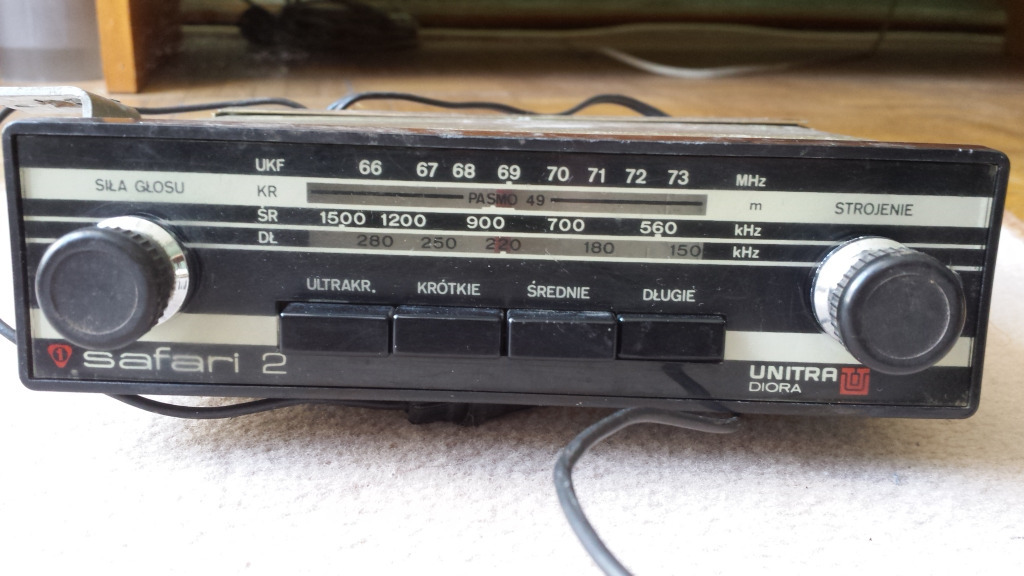 UKF 66 67 68 69 70 71 72 73 MHz
SIŁA GŁOSU KR PASMO 49 m STROJENIE
ŚR 1500 1200 900 700 560 kHz
DŁ 280 250 220 180 150 kHz
ULTRAKR. KRÓTKIE ŚREDNIE DŁUGIE
1 safari 2
UNITRA
DIORA